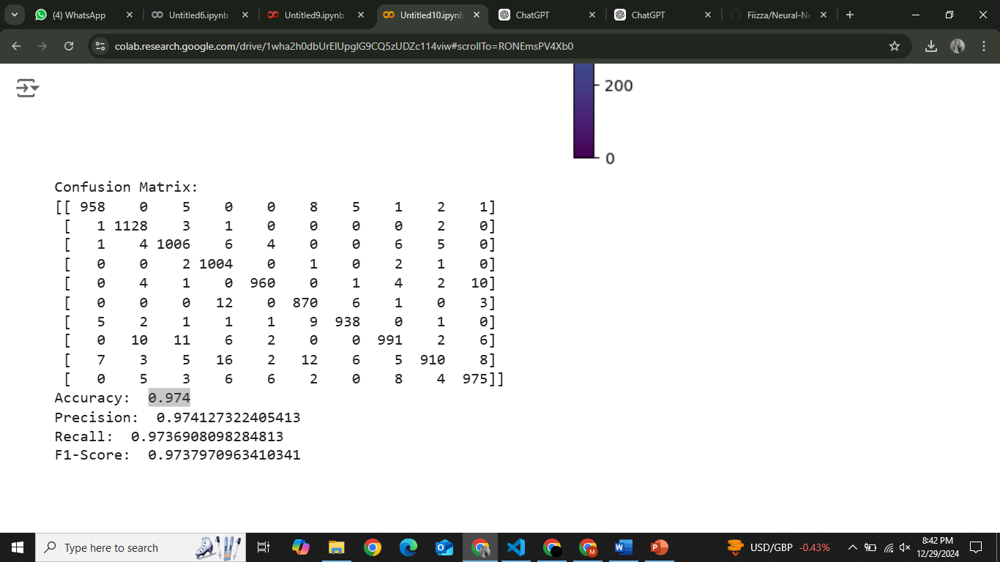 (4) WhatsApp
Untitled6.ipynb
Untitled9.ipynb
Untitled10.ipynb
ChatGPT
ChatGPT
Fiizza/Neural-Ne
colab.research.google.com/drive/1wha2h0dbUrElUpglG9CQ5zUDZc114viw#scrollTo=RONEmsPV4Xb0
200
0
Confusion Matrix:
[[ 958 0 5 0 0 8 5 1 2 1]
[ 1 1128 3 1 0 0 0 0 2 0]
[ 1 4 1006 6 4 0 0 6 5 0]
[ 0 0 2 1004 0 1 0 2 1 0]
[ 0 4 1 0 960 0 1 4 2 10]
[ 0 0 0 12 0 870 6 1 0 3]
[ 5 2 1 1 1 9 938 0 1 0]
[ 0 10 11 6 2 0 0 991 2 6]
[ 7 3 5 16 2 12 6 5 910 8]
[ 0 5 3 6 6 2 0 8 4 975]]
Accuracy: 0.974
Precision: 0.974127322405413
Recall: 0.9736908098284813
F1-Score: 0.9737970963410341
Type here to search
USD/GBP -0.43%
8:42 PM
12/29/2024